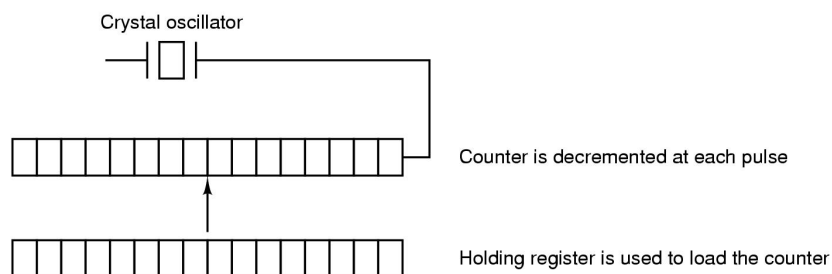 Crystal oscillator
Counter is decremented at each pulse
Holding register is used to load the counter